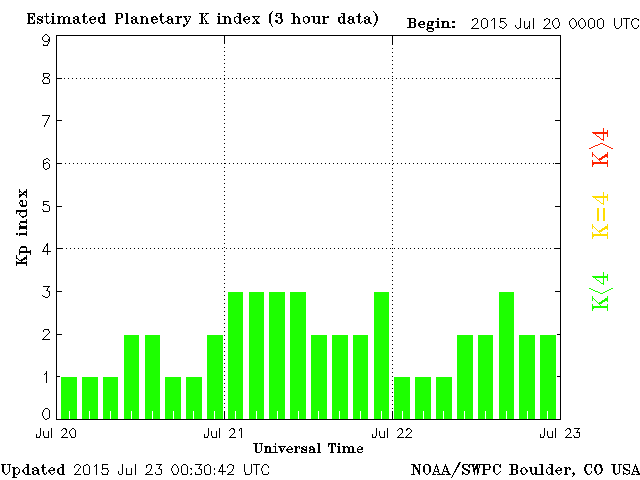 Estimated Planetary K index (3 hour data) Begin: 2015 Jul 20 0000 UTC
9
8
7
6
5
4
3
2
1
0
Kp index
K>4
K=4
K<4
Jul 20 Jul 21 Jul 22 Jul 23
Universal Time
Updated 2015 Jul 23 00:30:42 UTC NOAA/SWPC Boulder, CO USA